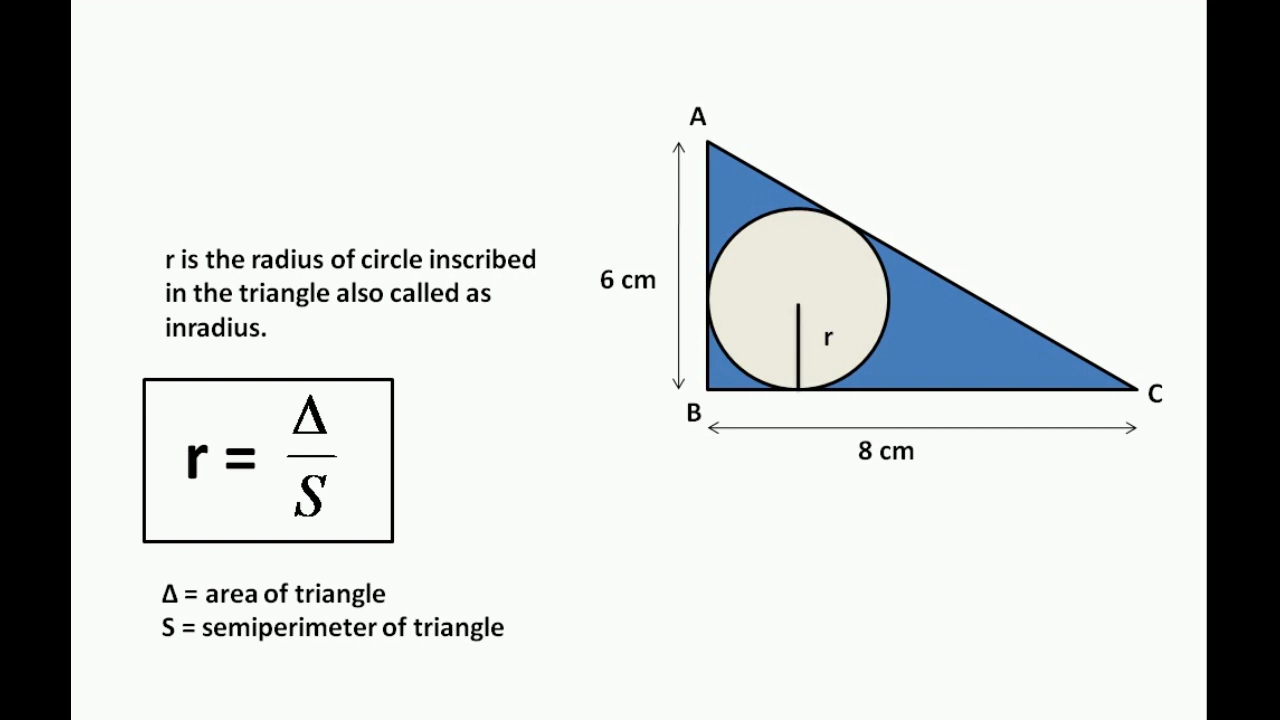 r is the radius of circle inscribed
in the triangle also called as
inradius.
r = Δ
S
Δ = area of triangle
S = semiperimeter of triangle
A
6 cm
r
B
C
8 cm